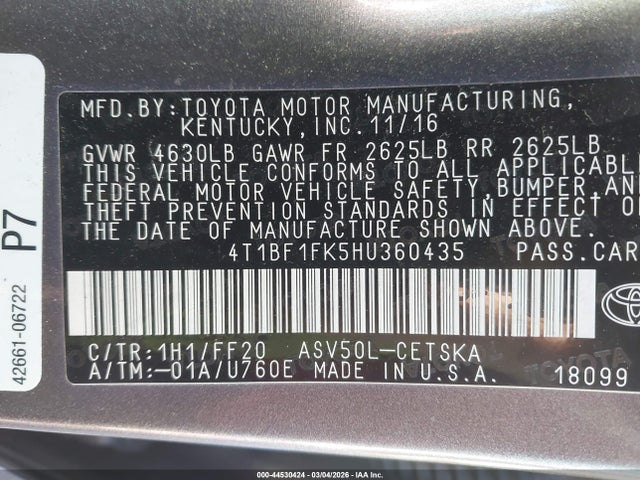 MFD.BY:TOYOTA MOTOR MANUFACTURING,
KENTUCKY,INC.11/16
GVWR 4630LB GAWR FR 2625LB RR 2625LB
THIS VEHICLE CONFORMS TO ALL APPLICABLE
FEDERAL MOTOR VEHICLE SAFETY,BUMPER,AN
THEFT PREVENTION STANDARDS IN EFFECT O
THE DATE OF MANUFACTURE SHOWN ABOVE.
4T1BF1FK5HU360435 PASS.CAR
C/TR:1H1/FF20 ASV50L-CETSKA
A/TM:-01A/U760E MADE IN U.S.A. 18099
P7
42661-06722
000-44530424 - 03/04/2026 - IAA Inc.